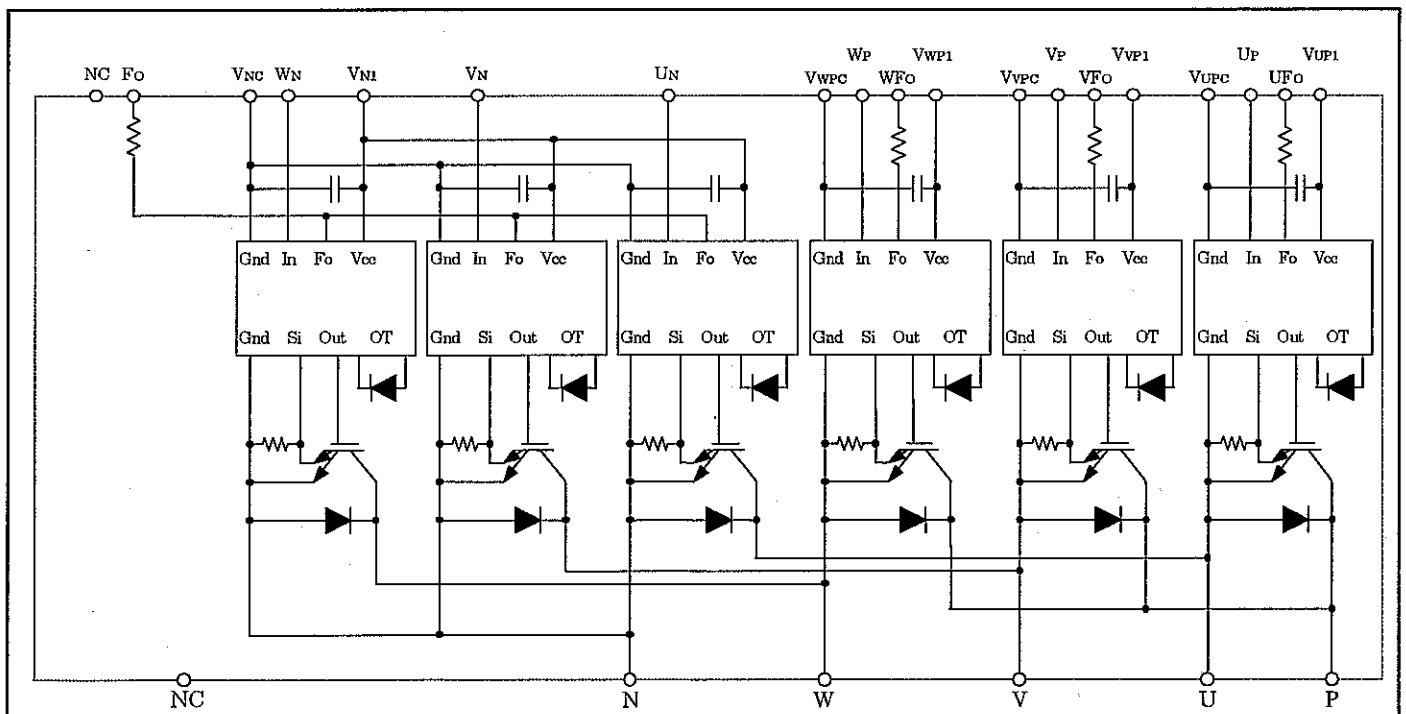 WP VWP1 VP VVP1 UP VUP1
NC FO VNC WN VN1 VN UN VWPC WFO VVPC VFO VUPC UFO
Gnd In Fo Vcc Gnd In Fo Vcc Gnd In Fo Vcc Gnd In Fo Vcc Gnd In Fo Vcc Gnd In Fo Vcc
Gnd Si Out OT Gnd Si Out OT Gnd Si Out OT Gnd Si Out OT Gnd Si Out OT Gnd Si Out OT
NC N W V U P